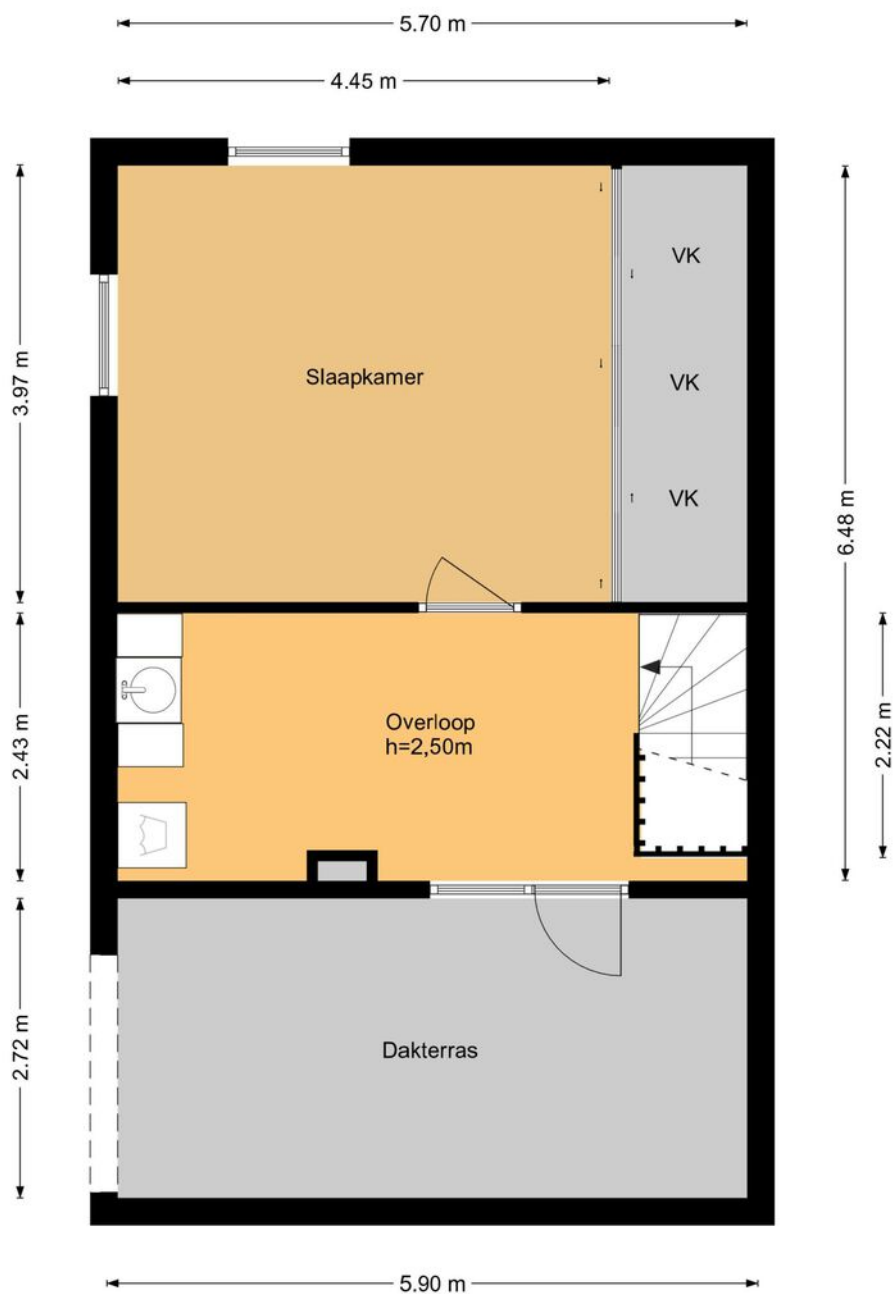 5.70 m
4.45 m
VK
3.97 m
Slaapkamer
VK
VK
6.48 m
2.43 m
Overloop
h=2,50m
2.22 m
2.72 m
Dakterras
5.90 m